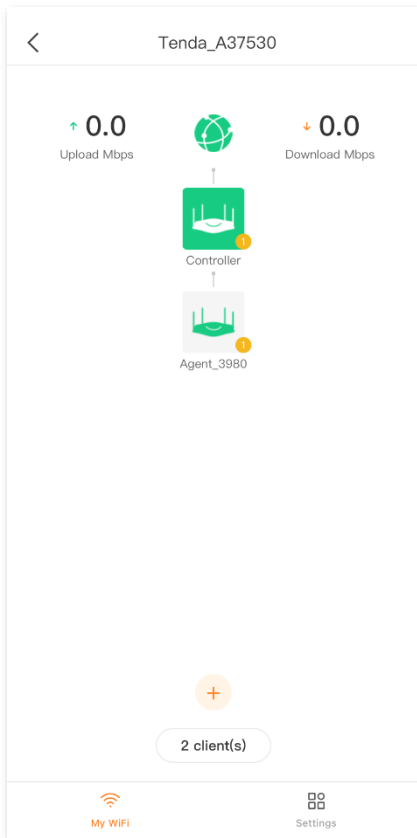 Tenda_A37530
↑ 0.0
Upload Mbps
↓ 0.0
Download Mbps
1
Controller
1
Agent_3980
+
2 client(s)
My WiFi
Settings